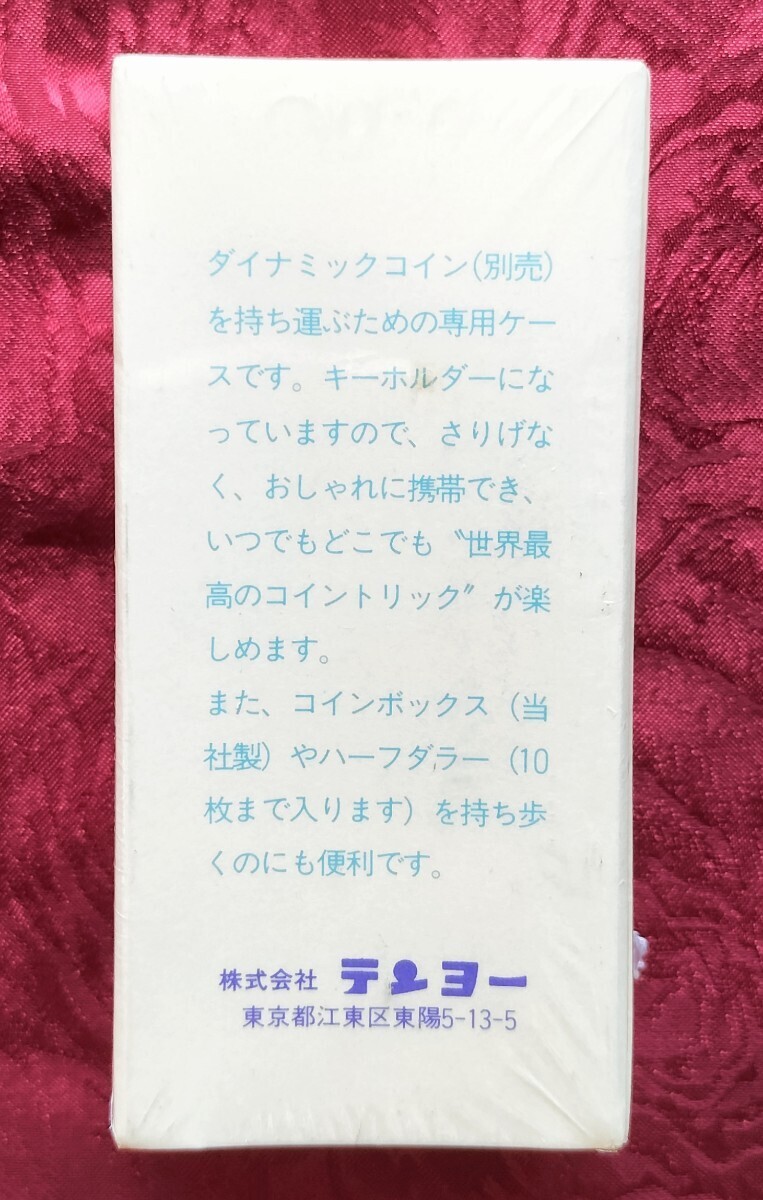 ダイナミックコイン(別売)
を持ち運ぶための専用ケー
スです。キーホルダーにな
っていますので、さりげな
く、おしゃれに携帯でき、
いつでもどこでも〝世界最
高のコイントリック〟が楽
しめます。
また、コインボックス(当
社製)やハーフダラー(10
枚まで入ります)を持ち歩
くのにも便利です。
株式会社 テンヨー
東京都江東区東陽5-13-5